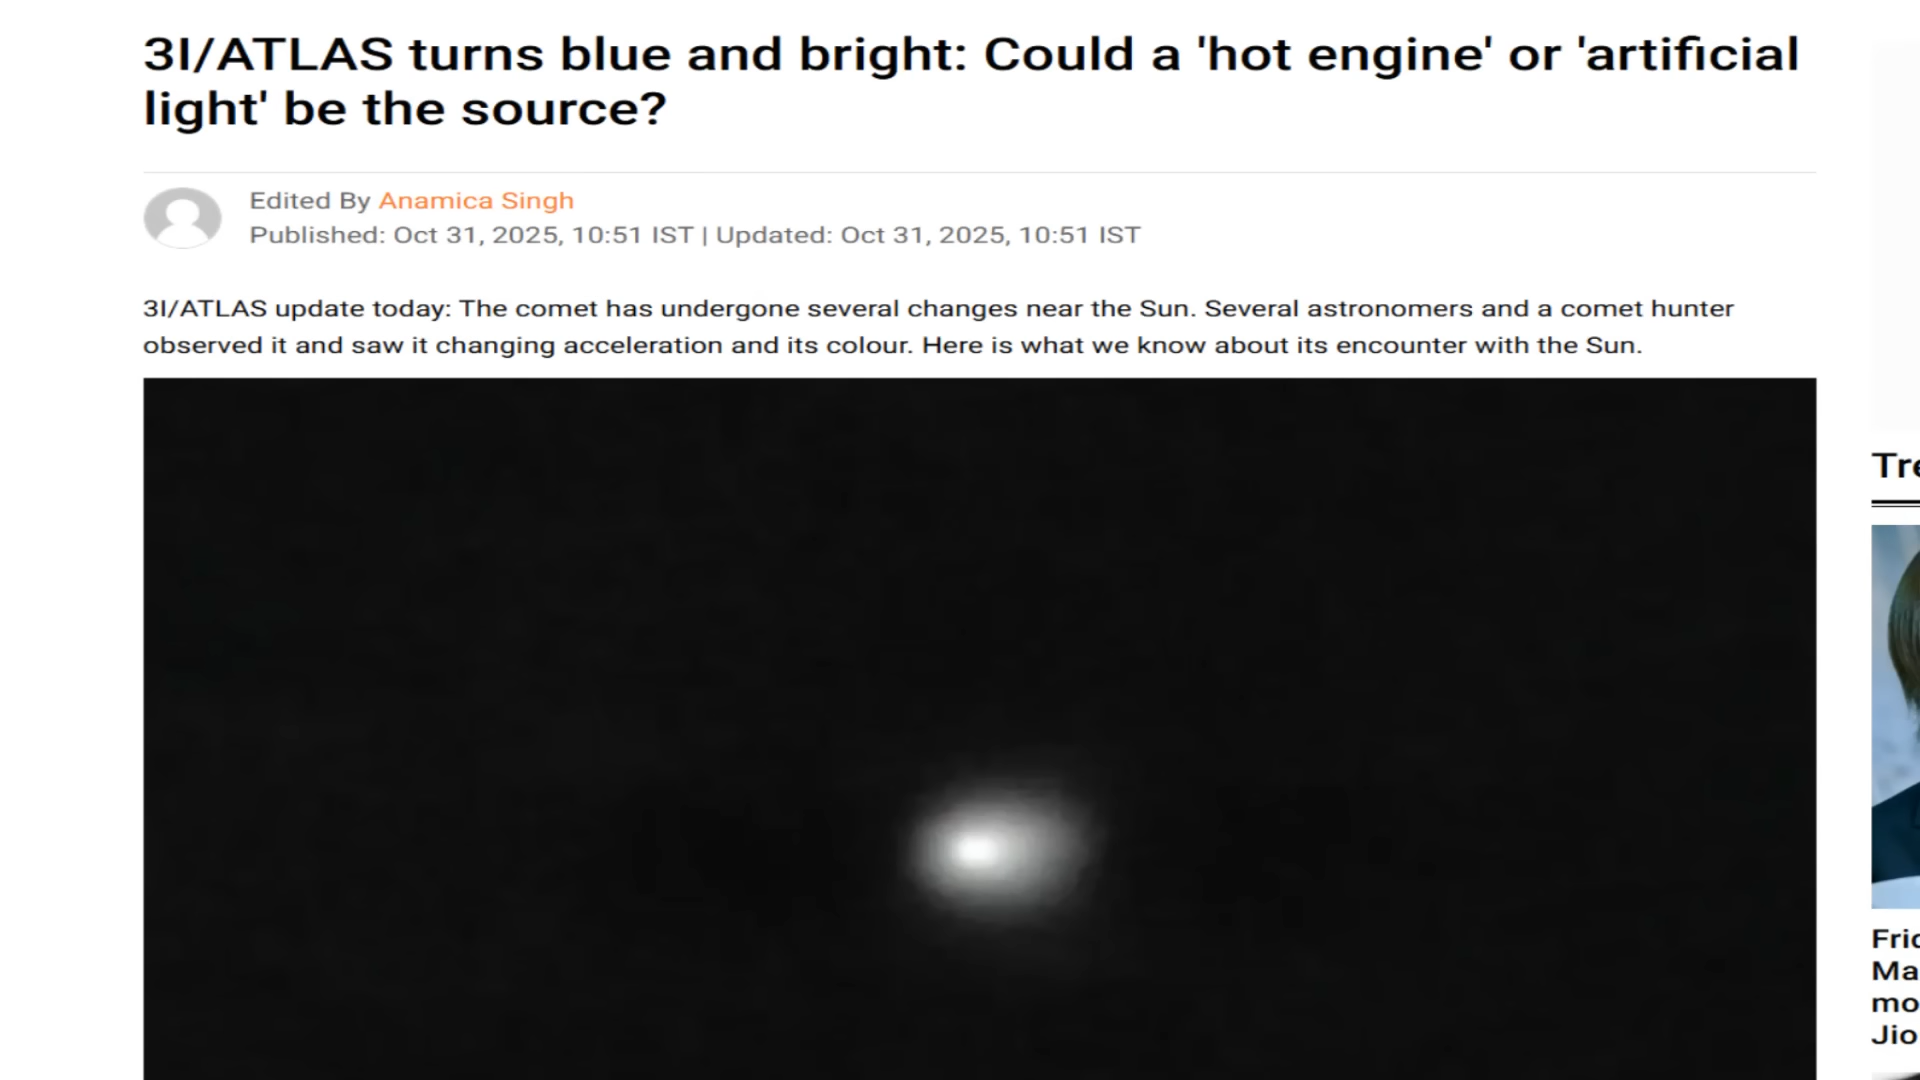 3I/ATLAS turns blue and bright: Could a 'hot engine' or 'artificial
light' be the source?
Edited By Anamica Singh
Published: Oct 31, 2025, 10:51 IST | Updated: Oct 31, 2025, 10:51 IST
3I/ATLAS update today: The comet has undergone several changes near the Sun. Several astronomers and a comet hunter
observed it and saw it changing acceleration and its colour. Here is what we know about its encounter with the Sun.
Jio